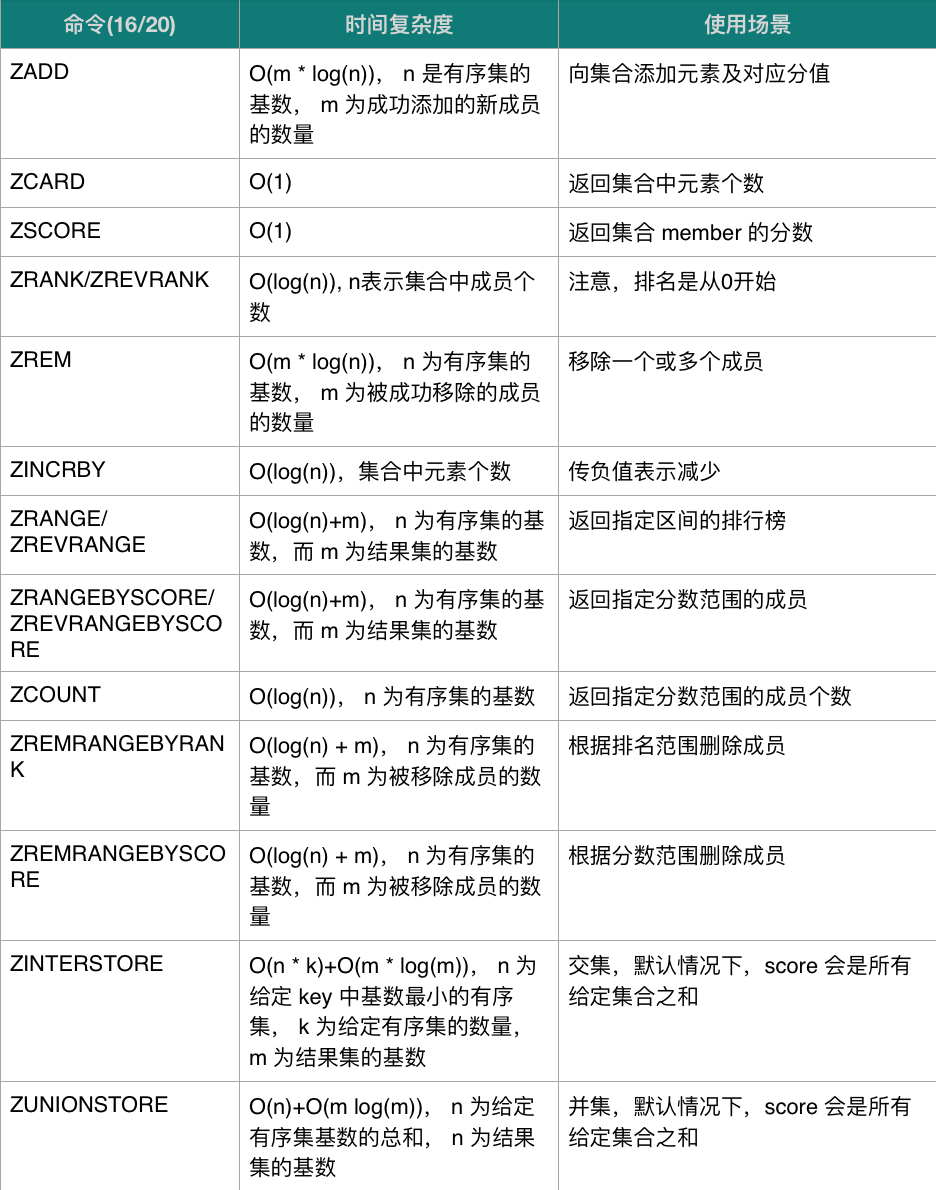 命令(16/20)
时间复杂度
使用场景
ZADD
O(m * log(n))， n 是有序集的
基数， m 为成功添加的新成员
的数量
向集合添加元素及对应分值
ZCARD
O(1)
返回集合中元素个数
ZSCORE
O(1)
返回集合 member 的分数
ZRANK/ZREVRANK
O(log(n)), n表示集合中成员个
数
注意，排名是从0开始
ZREM
O(m * log(n))， n 为有序集的
基数， m 为被成功移除的成员
的数量
移除一个或多个成员
ZINCRBY
O(log(n))，集合中元素个数
传负值表示减少
ZRANGE/
ZREVRANGE
O(log(n)+m)， n 为有序集的基
数，而 m 为结果集的基数
返回指定区间的排行榜
ZRANGEBYSCORE/
ZREVRANGEBYSCO
RE
O(log(n)+m)， n 为有序集的基
数，而 m 为结果集的基数
返回指定分数范围的成员
ZCOUNT
O(log(n))， n 为有序集的基数
返回指定分数范围的成员个数
ZREMRANGEBYRAN
K
O(log(n) + m)， n 为有序集的
基数，而 m 为被移除成员的数
量
根据排名范围删除成员
ZREMRANGEBYSCO
RE
O(log(n) + m)， n 为有序集的
基数，而 m 为被移除成员的数
量
根据分数范围删除成员
ZINTERSTORE
O(n * k)+O(m * log(m))， n 为
给定 key 中基数最小的有序
集， k 为给定有序集的数量，
m 为结果集的基数
交集，默认情况下，score 会是所有
给定集合之和
ZUNIONSTORE
O(n)+O(m log(m))， n 为给定
有序集基数的总和， n 为结果
集的基数
并集，默认情况下，score 会是所有
给定集合之和